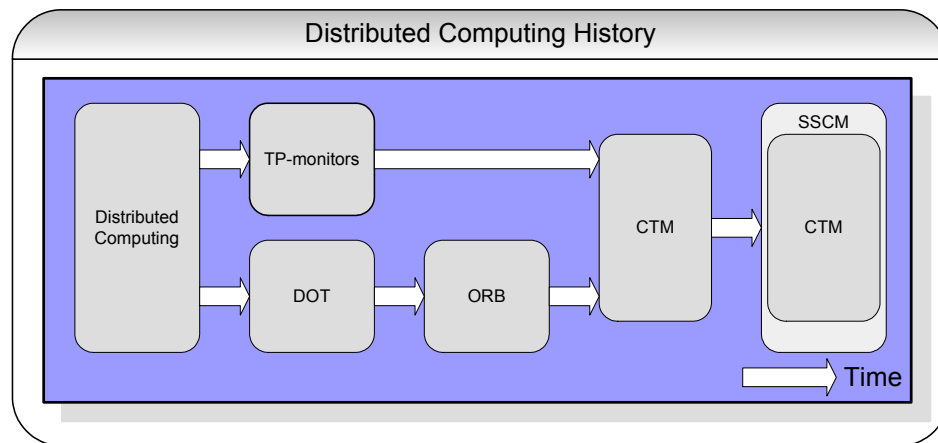 Distributed Computing History
Distributed
Computing
TP-monitors
DOT
ORB
CTM
SSCM
CTM
Time